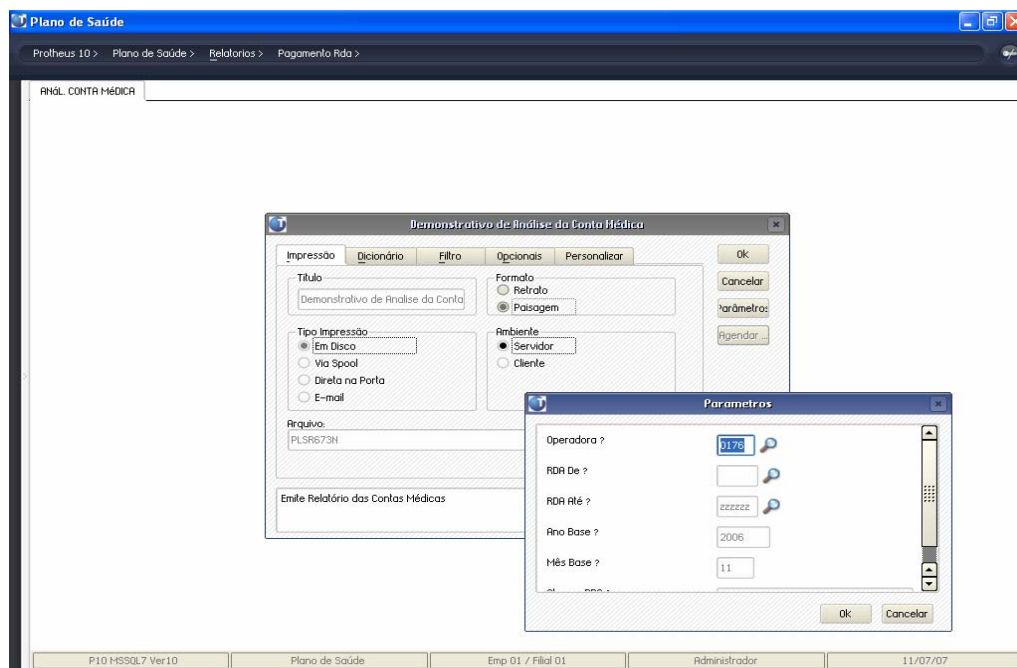 Plano de Saúde
Protheus 10 > Plano de Saúde > Relatorios > Pagamento Rda >
ANáL. CONTA MéDICA
Demonstrativo de Análise da Conta Médica
Impressão Dicionário Filtro Opcionais Personalizar
Ok
Cancelar
Parâmetros
Agendar ...
Título
Demonstrativo de Analise da Conta
Formato
Retrato
Paisagem
Tipo Impressão
Em Disco
Via Spool
Direta na Porta
E-mail
Ambiente
Servidor
Cliente
Arquivo:
PLSR673N
Emite Relatório das Contas Médicas
Parametros
Operadora ? 0176
RDA De ?
RDA Até ? zzzzzz
Ano Base ? 2006
Mês Base ? 11
Ok Cancelar
P10 MSSQL7 Ver10 Plano de Saúde Emp 01 / Filial 01 Administrador 11/07/07